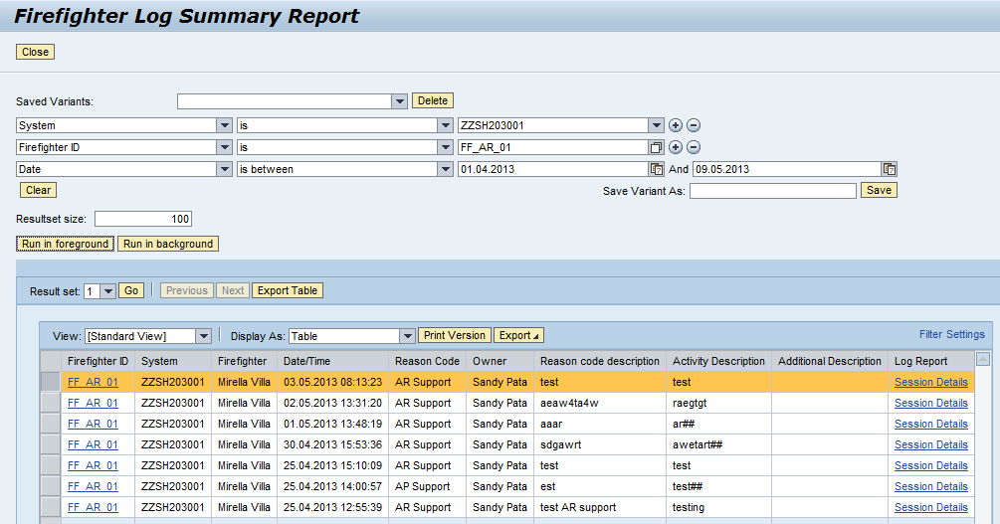 Firefighter Log Summary Report
Close
Saved Variants: Delete
System is ZZSH203001
Firefighter ID is FF_AR_01
Date is between 01.04.2013 And 09.05.2013
Clear Save Variant As: Save
Resultset size: 100
Run in foreground Run in background
Result set: 1 Go Previous Next Export Table
View: [Standard View] Display As: Table Print Version Export Filter Settings
Firefighter ID System Firefighter Date/Time Reason Code Owner Reason code description Activity Description Additional Description Log Report
FF_AR_01 ZZSH203001 Mirella Villa 03.05.2013 08:13:23 AR Support Sandy Pata test test Session Details
FF_AR_01 ZZSH203001 Mirella Villa 02.05.2013 13:31:20 AR Support Sandy Pata aeaw4ta4w raegtgt Session Details
FF_AR_01 ZZSH203001 Mirella Villa 01.05.2013 13:48:19 AR Support Sandy Pata aaar ar## Session Details
FF_AR_01 ZZSH203001 Mirella Villa 30.04.2013 15:53:36 AR Support Sandy Pata sdgawrt awetart## Session Details
FF_AR_01 ZZSH203001 Mirella Villa 25.04.2013 15:10:09 AR Support Sandy Pata test test Session Details
FF_AR_01 ZZSH203001 Mirella Villa 25.04.2013 14:00:57 AP Support Sandy Pata est test## Session Details
FF_AR_01 ZZSH203001 Mirella Villa 25.04.2013 12:55:39 AR Support Sandy Pata test AR support testing Session Details